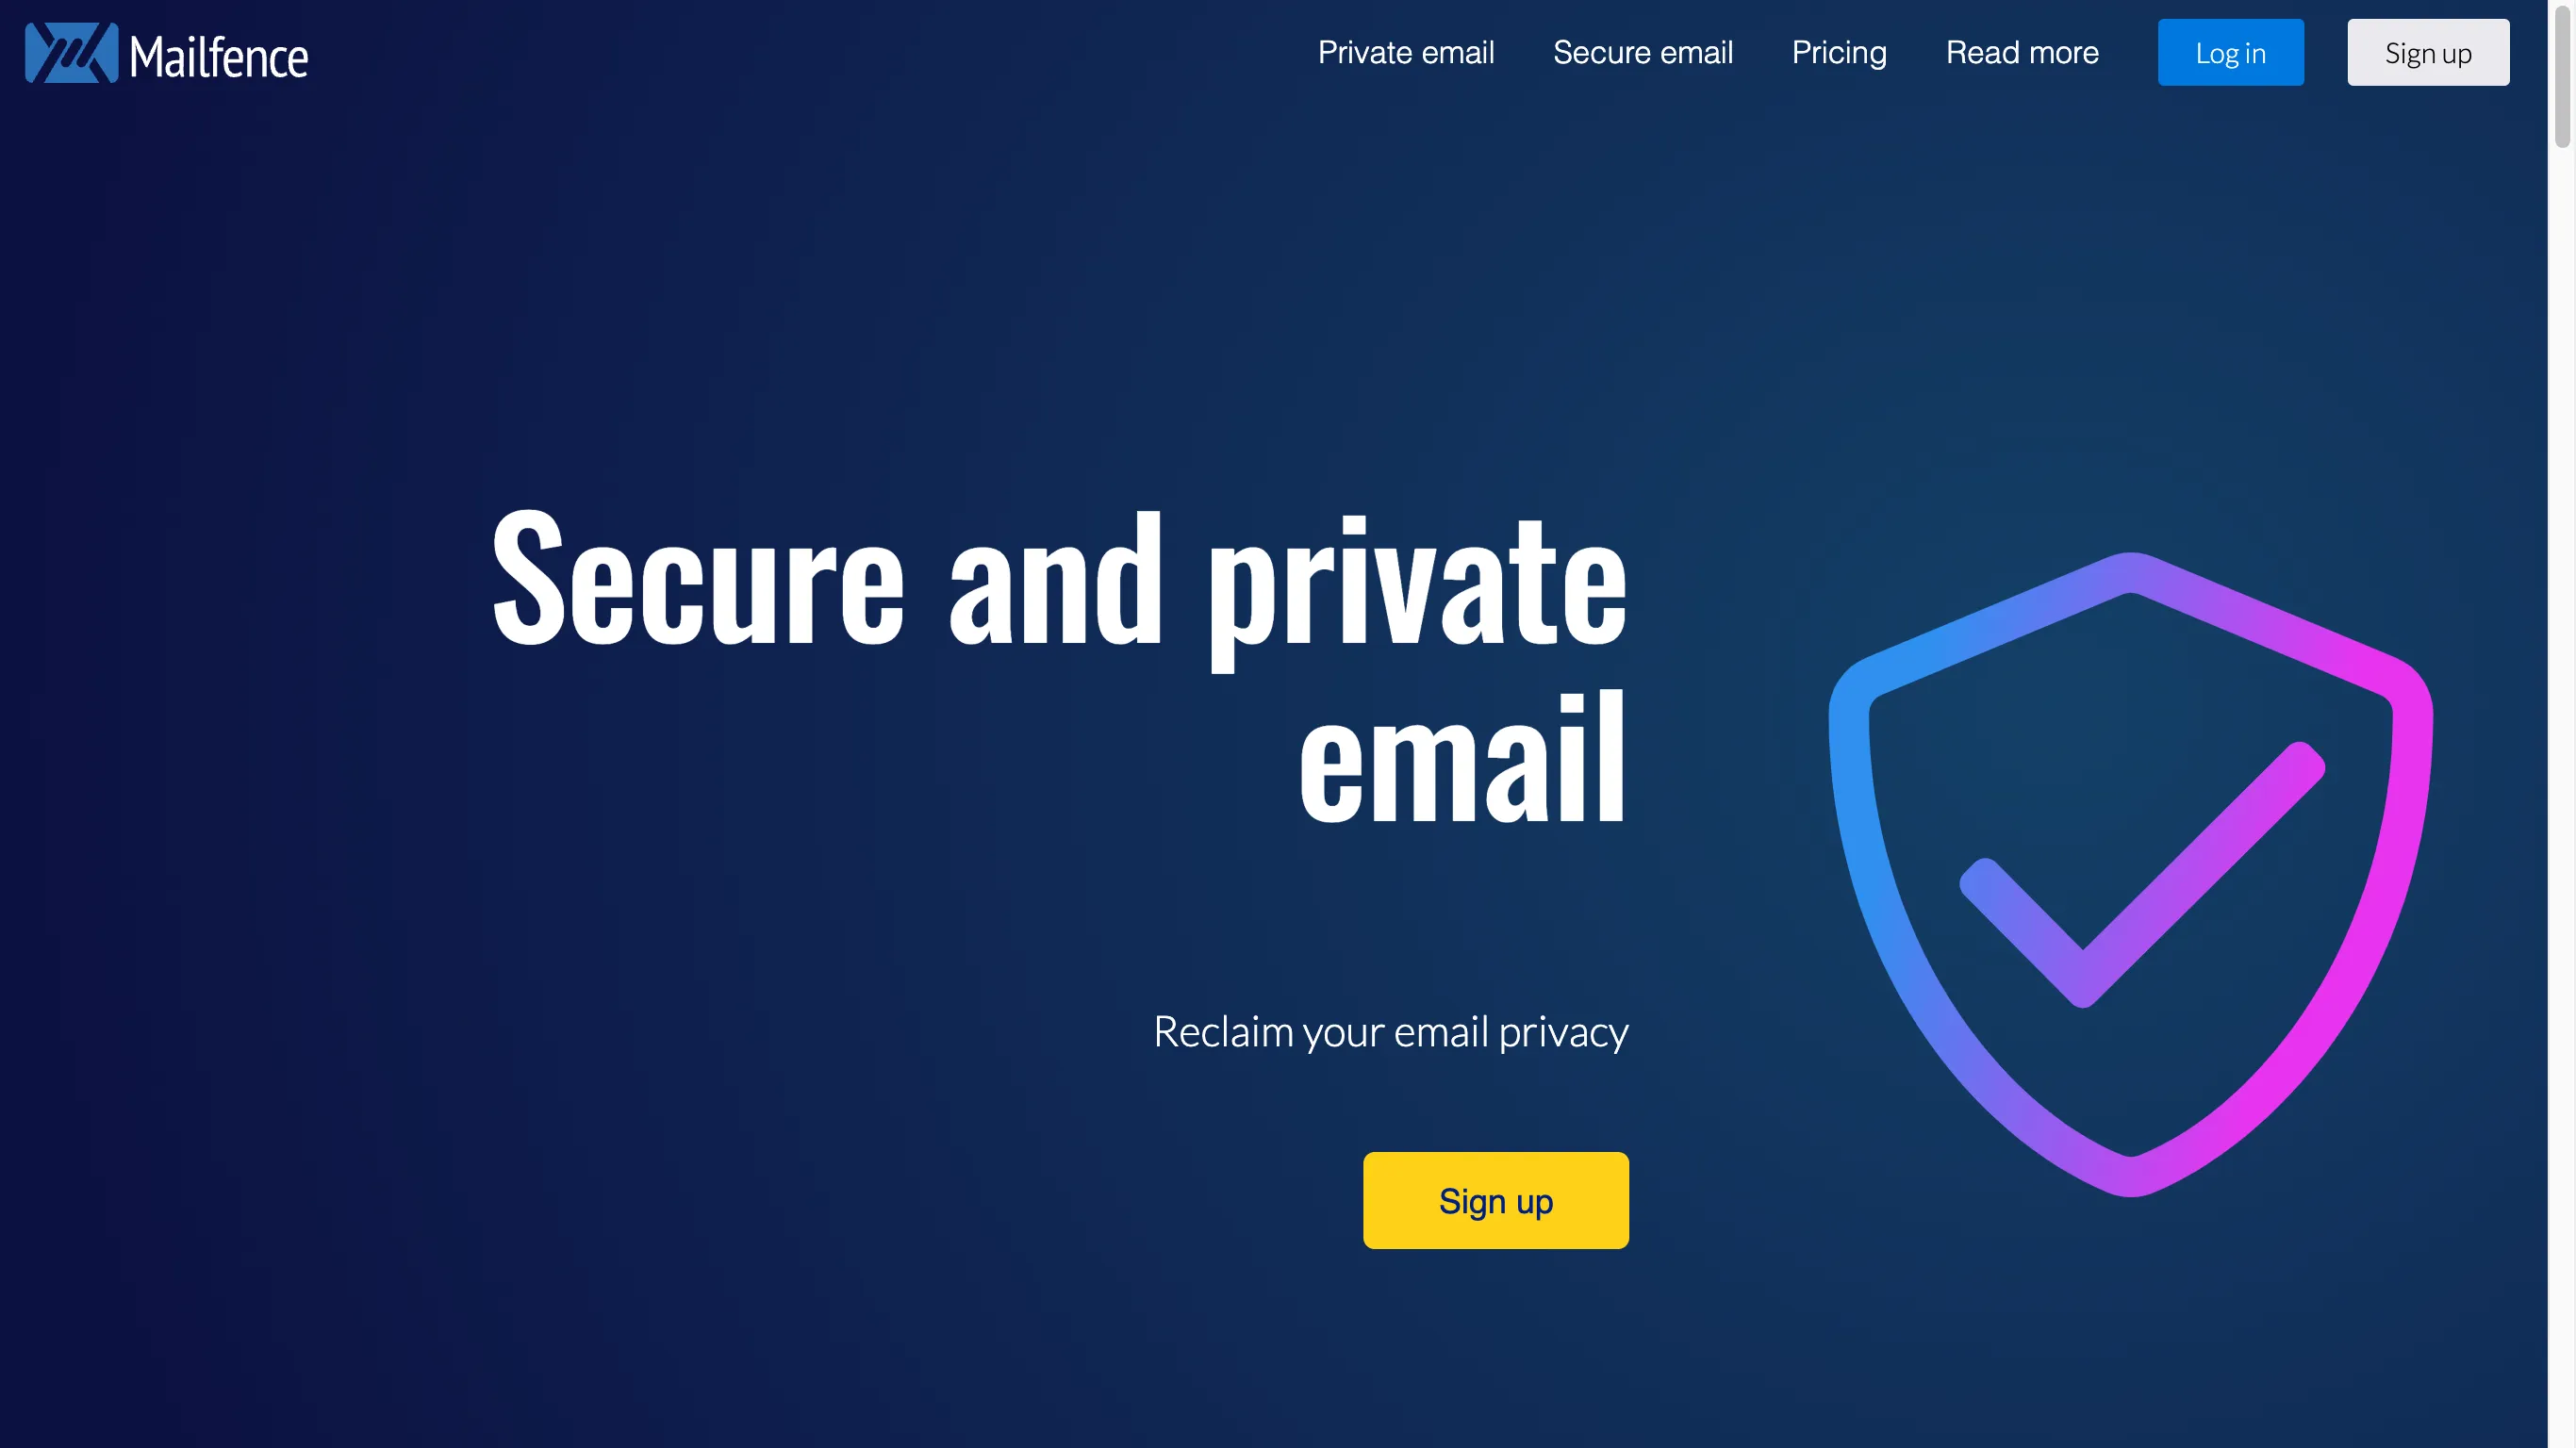 Mailfence
Private email
Secure email
Pricing
Read more
Log in
Sign up
Secure and private
email
Reclaim your email privacy
Sign up